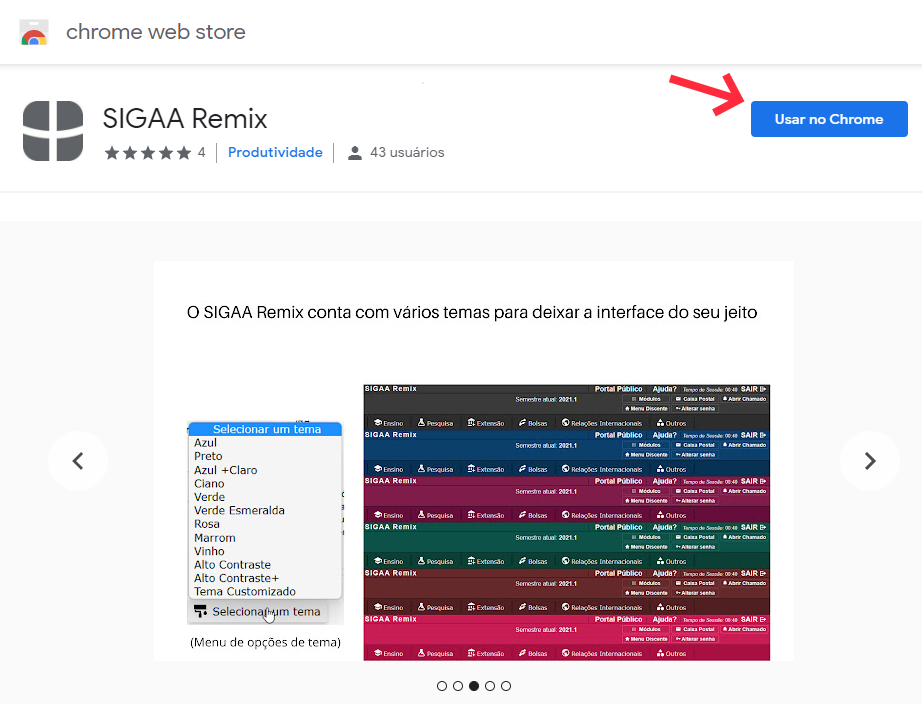 chrome web store
SIGAA Remix
Usar no Chrome
4 Produtividade 43 usuários
O SIGAA Remix conta com vários temas para deixar a interface do seu jeito
Selecionar um tema
Azul
Preto
Azul +Claro
Ciano
Verde
Verde Esmeralda
Rosa
Marrom
Vinho
Alto Contraste
Alto Contraste+
Tema Customizado
Selecionar um tema
(Menu de opções de tema)
SIGAA Remix Portal Público Ajuda? Tempo de Sessão: 00:40 SAIR
Semestre atual: 2021.1 Módulos Caixa Postal Abrir Chamado
Menu Discente Alterar senha
Ensino Pesquisa Extensão Bolsas Relações Internacionais Outros
SIGAA Remix Portal Público Ajuda? Tempo de Sessão: 00:40 SAIR
Semestre atual: 2021.1 Módulos Caixa Postal Abrir Chamado
Menu Discente Alterar senha
Ensino Pesquisa Extensão Bolsas Relações Internacionais Outros
SIGAA Remix Portal Público Ajuda? Tempo de Sessão: 00:40 SAIR
Semestre atual: 2021.1 Módulos Caixa Postal Abrir Chamado
Menu Discente Alterar senha
Ensino Pesquisa Extensão Bolsas Relações Internacionais Outros
SIGAA Remix Portal Público Ajuda? Tempo de Sessão: 00:40 SAIR
Semestre atual: 2021.1 Módulos Caixa Postal Abrir Chamado
Menu Discente Alterar senha
Ensino Pesquisa Extensão Bolsas Relações Internacionais Outros
SIGAA Remix Portal Público Ajuda? Tempo de Sessão: 00:40 SAIR
Semestre atual: 2021.1 Módulos Caixa Postal Abrir Chamado
Menu Discente Alterar senha
Ensino Pesquisa Extensão Bolsas Relações Internacionais Outros
SIGAA Remix Portal Público Ajuda? Tempo de Sessão: 00:40 SAIR
Semestre atual: 2021.1 Módulos Caixa Postal Abrir Chamado
Menu Discente Alterar senha
Ensino Pesquisa Extensão Bolsas Relações Internacionais Outros